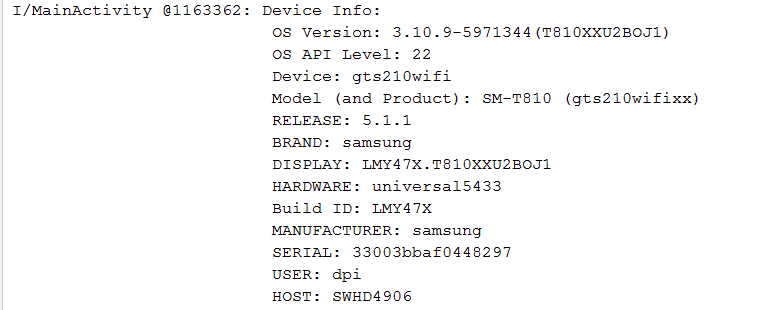 I/MainActivity @1163362: Device Info:
OS Version: 3.10.9-5971344(T810XXU2BOJ1)
OS API Level: 22
Device: gts210wifi
Model (and Product): SM-T810 (gts210wifixx)
RELEASE: 5.1.1
BRAND: samsung
DISPLAY: LMY47X.T810XXU2BOJ1
HARDWARE: universal5433
Build ID: LMY47X
MANUFACTURER: samsung
SERIAL: 33003bbaf0448297
USER: dpi
HOST: SWHD4906